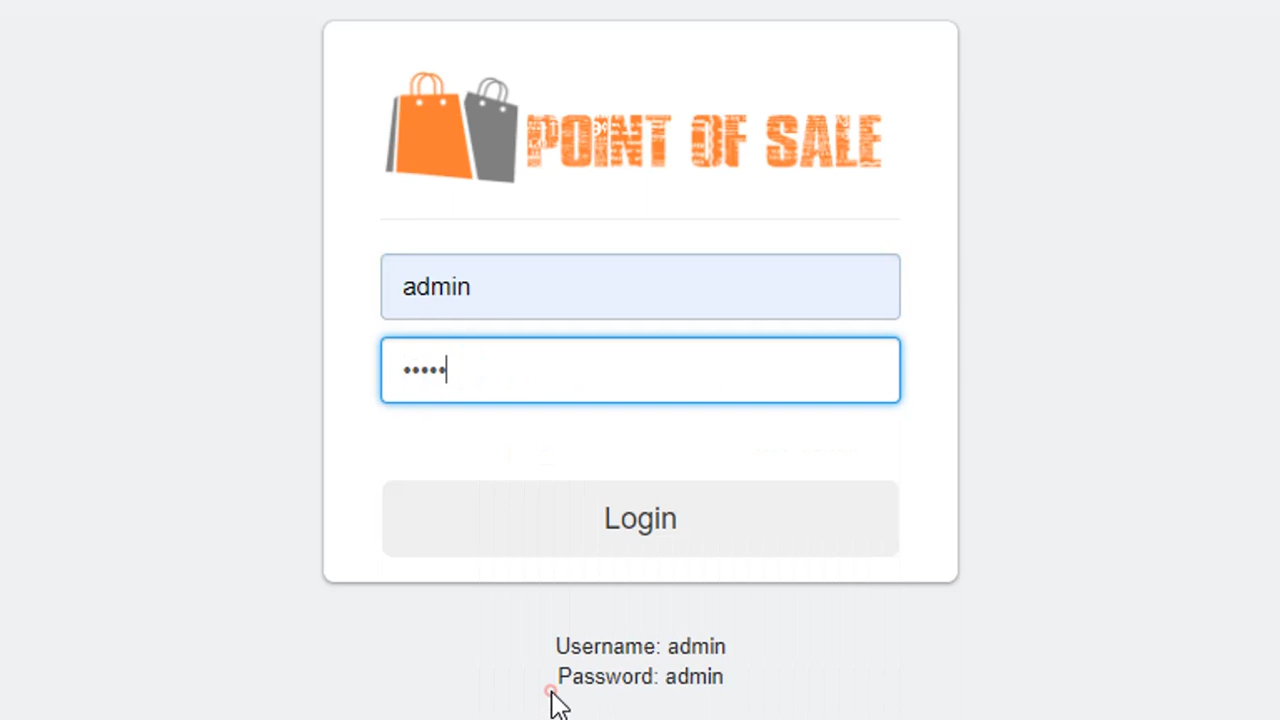 POINT OF SALE
admin
•••••
Login
Username: admin
Password: admin